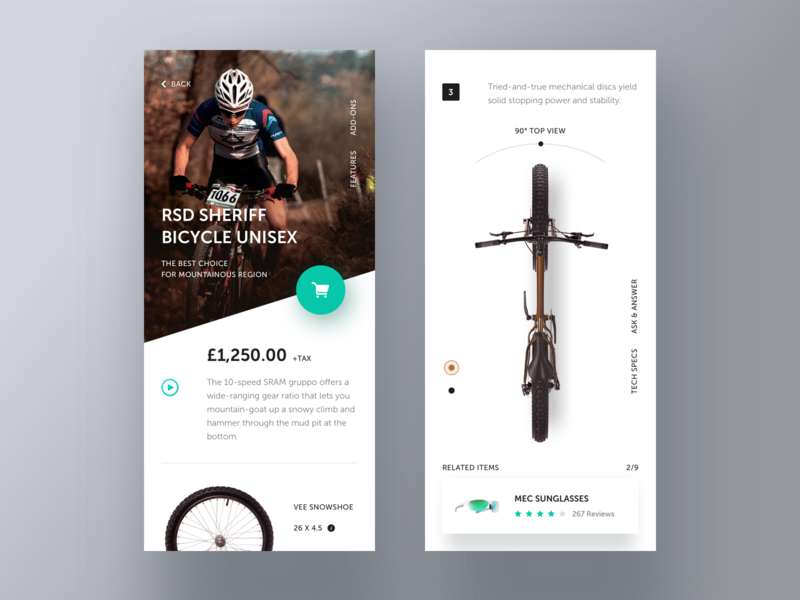 BACK
ADD-ONS
FEATURES
1066
RSD SHERIFF
BICYCLE UNISEX
THE BEST CHOICE
FOR MOUNTAINOUS REGION
£1,250.00 +TAX
The 10-speed SRAM gruppo offers a
wide-ranging gear ratio that lets you
mountain-goat up a snowy climb and
hammer through the mud pit at the
bottom.
VEE SNOWSHOE
26 X 4.5 i
3
Tried-and-true mechanical discs yield
solid stopping power and stability.
90° TOP VIEW
ASK & ANSWER
TECH SPECS
RELATED ITEMS 2/9
MEC SUNGLASSES
267 Reviews